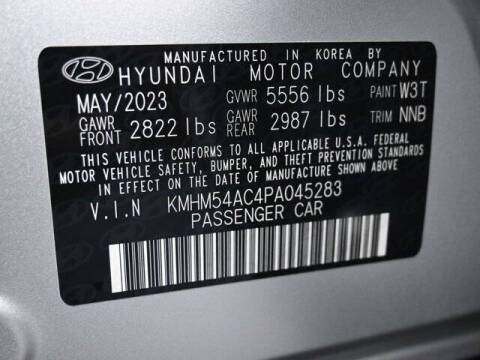 MANUFACTURED IN KOREA BY
HYUNDAI MOTOR COMPANY
MAY/2023 GVWR 5556 lbs PAINT W3T
GAWR FRONT 2822 lbs GAWR REAR 2987 lbs TRIM NNB
THIS VEHICLE CONFORMS TO ALL APPLICABLE U.S.A. FEDERAL
MOTOR VEHICLE SAFETY, BUMPER, AND THEFT PREVENTION STANDARDS
IN EFFECT ON THE DATE OF MANUFACTURE SHOWN ABOVE.
V.I.N KMHM54AC4PA045283
PASSENGER CAR